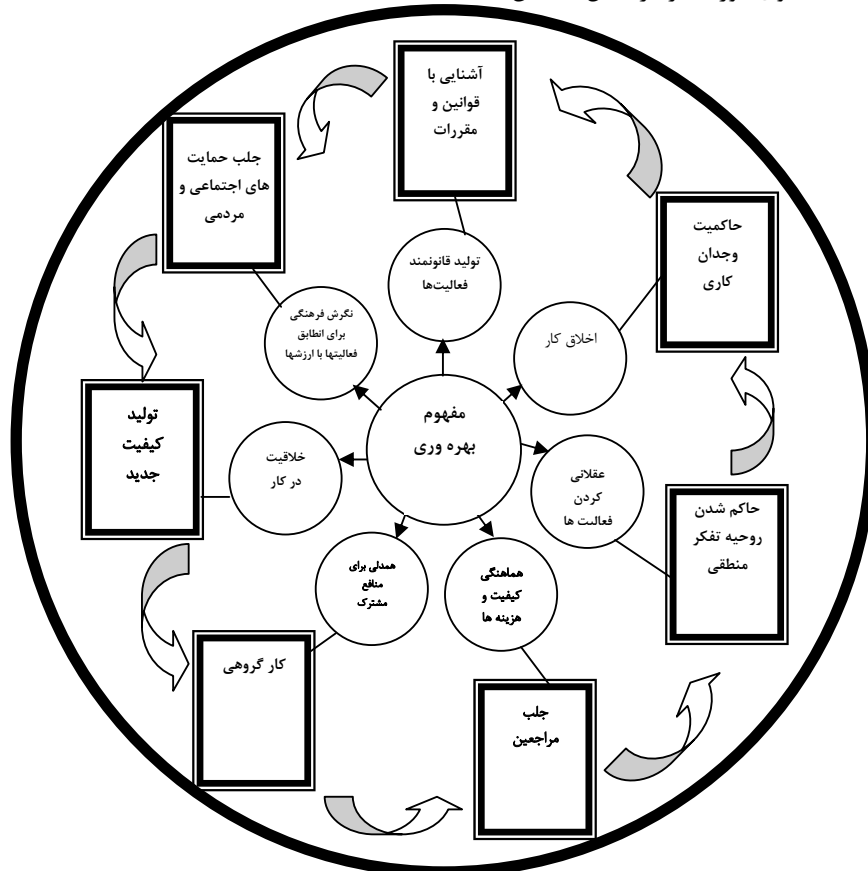 آشنایی با
قوانین و
مقررات
جلب حمایت
های اجتماعی و
مردمی
حاکمیت
وجدان
کاری
تولید قانونمند
فعالیت‌ها
نگرش فرهنگی
برای انطابق
فعالیتها با ارزشها
اخلاق کار
مفهوم
بهره وری
تولید
کیفیت
جدید
خلاقیت
در کار
عقلانی
کردن
فعالیت ها
حاکم شدن
روحیه تفکر
منطقی
همدلی برای
منافع
مشترک
هماهنگی
کیفیت و
هزینه ها
کار گروهی
جلب
مراجعین